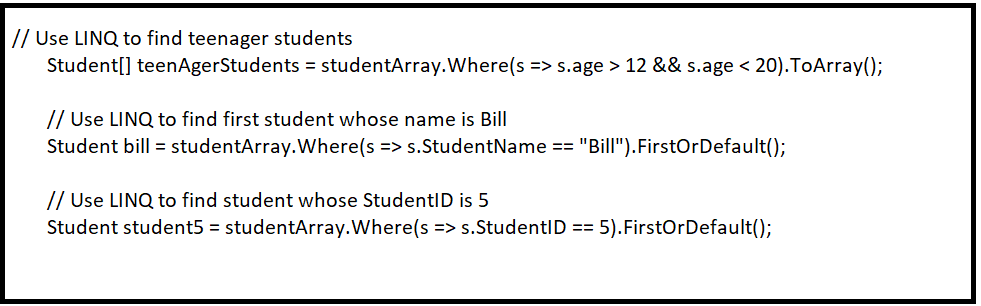 // Use LINQ to find teenager students
Student[] teenAgerStudents = studentArray.Where(s => s.age > 12 && s.age < 20).ToArray();
// Use LINQ to find first student whose name is Bill
Student bill = studentArray.Where(s => s.StudentName == "Bill").FirstOrDefault();
// Use LINQ to find student whose StudentID is 5
Student student5 = studentArray.Where(s => s.StudentID == 5).FirstOrDefault();